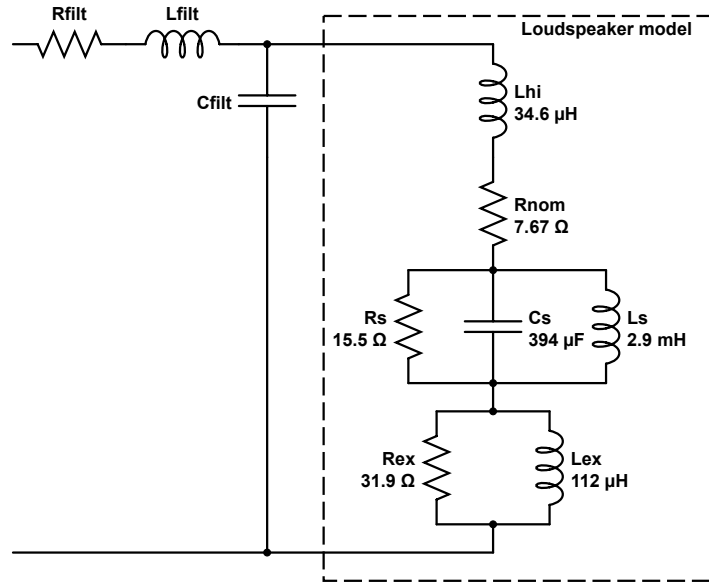 Rfilt
Lfilt
Cfilt
Loudspeaker model
Lhi
34.6 µH
Rnom
7.67 Ω
Rs
15.5 Ω
Cs
394 µF
Ls
2.9 mH
Rex
31.9 Ω
Lex
112 µH